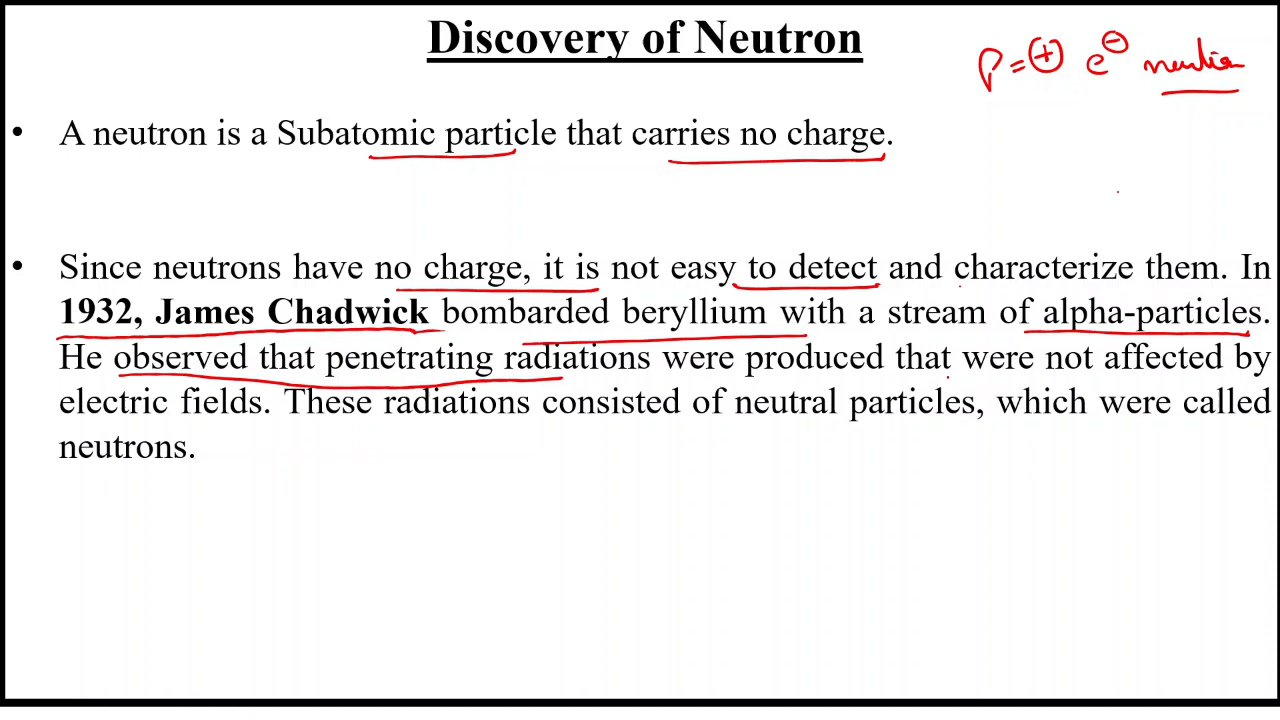 Discovery of Neutron
P = ⊕ e⊖ neutron
• A neutron is a Subatomic particle that carries no charge.
• Since neutrons have no charge, it is not easy to detect and characterize them. In
1932, James Chadwick bombarded beryllium with a stream of alpha-particles.
He observed that penetrating radiations were produced that were not affected by
electric fields. These radiations consisted of neutral particles, which were called
neutrons.